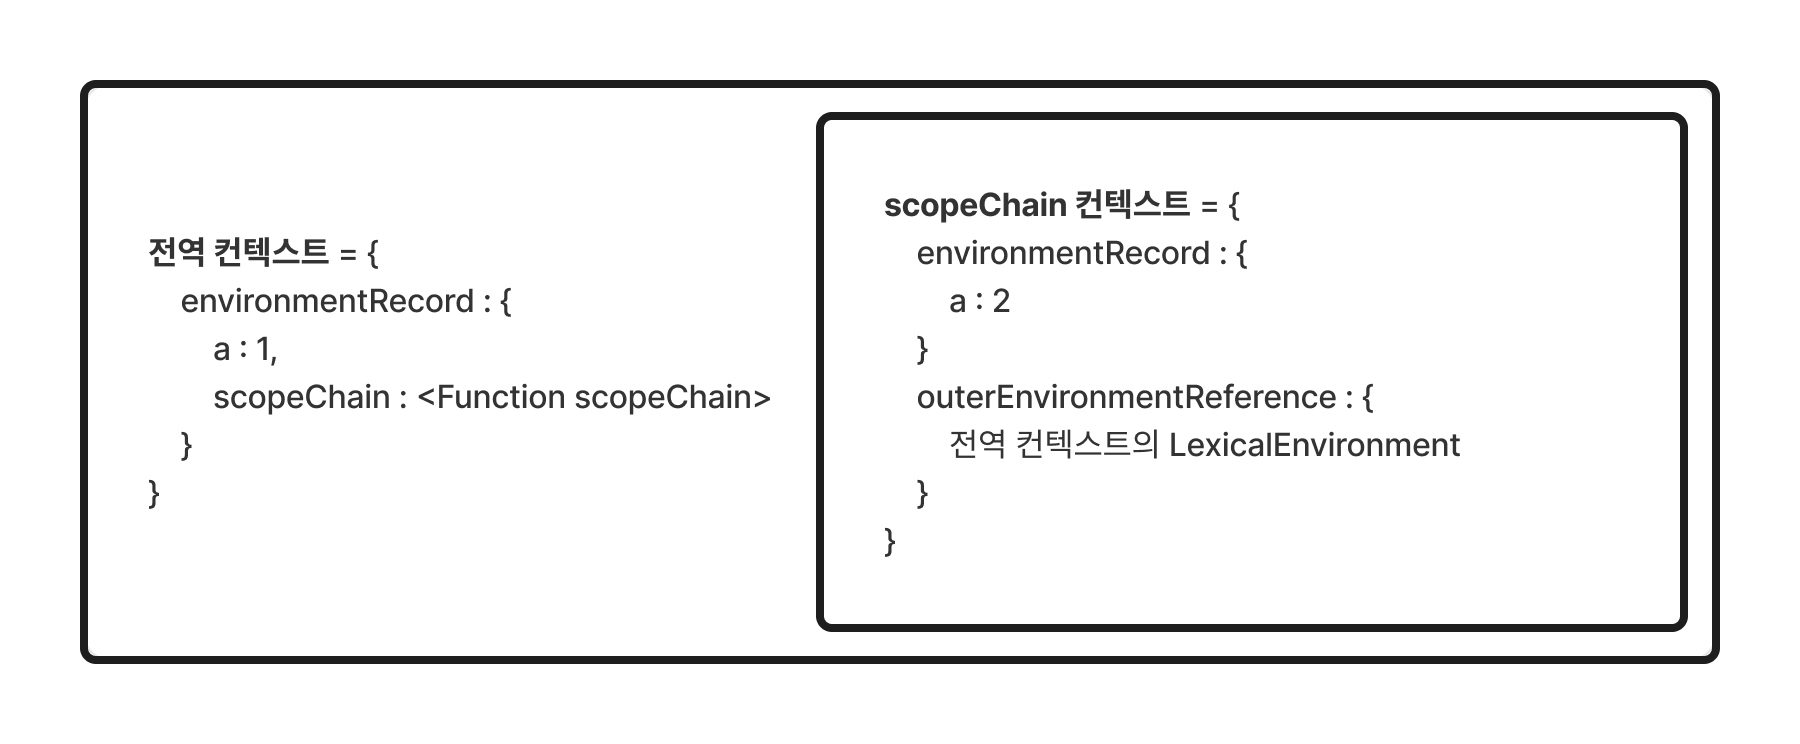 전역 컨텍스트 = {
environmentRecord : {
a : 1,
scopeChain : <Function scopeChain>
}
}
scopeChain 컨텍스트 = {
environmentRecord : {
a : 2
}
outerEnvironmentReference : {
전역 컨텍스트의 LexicalEnvironment
}
}